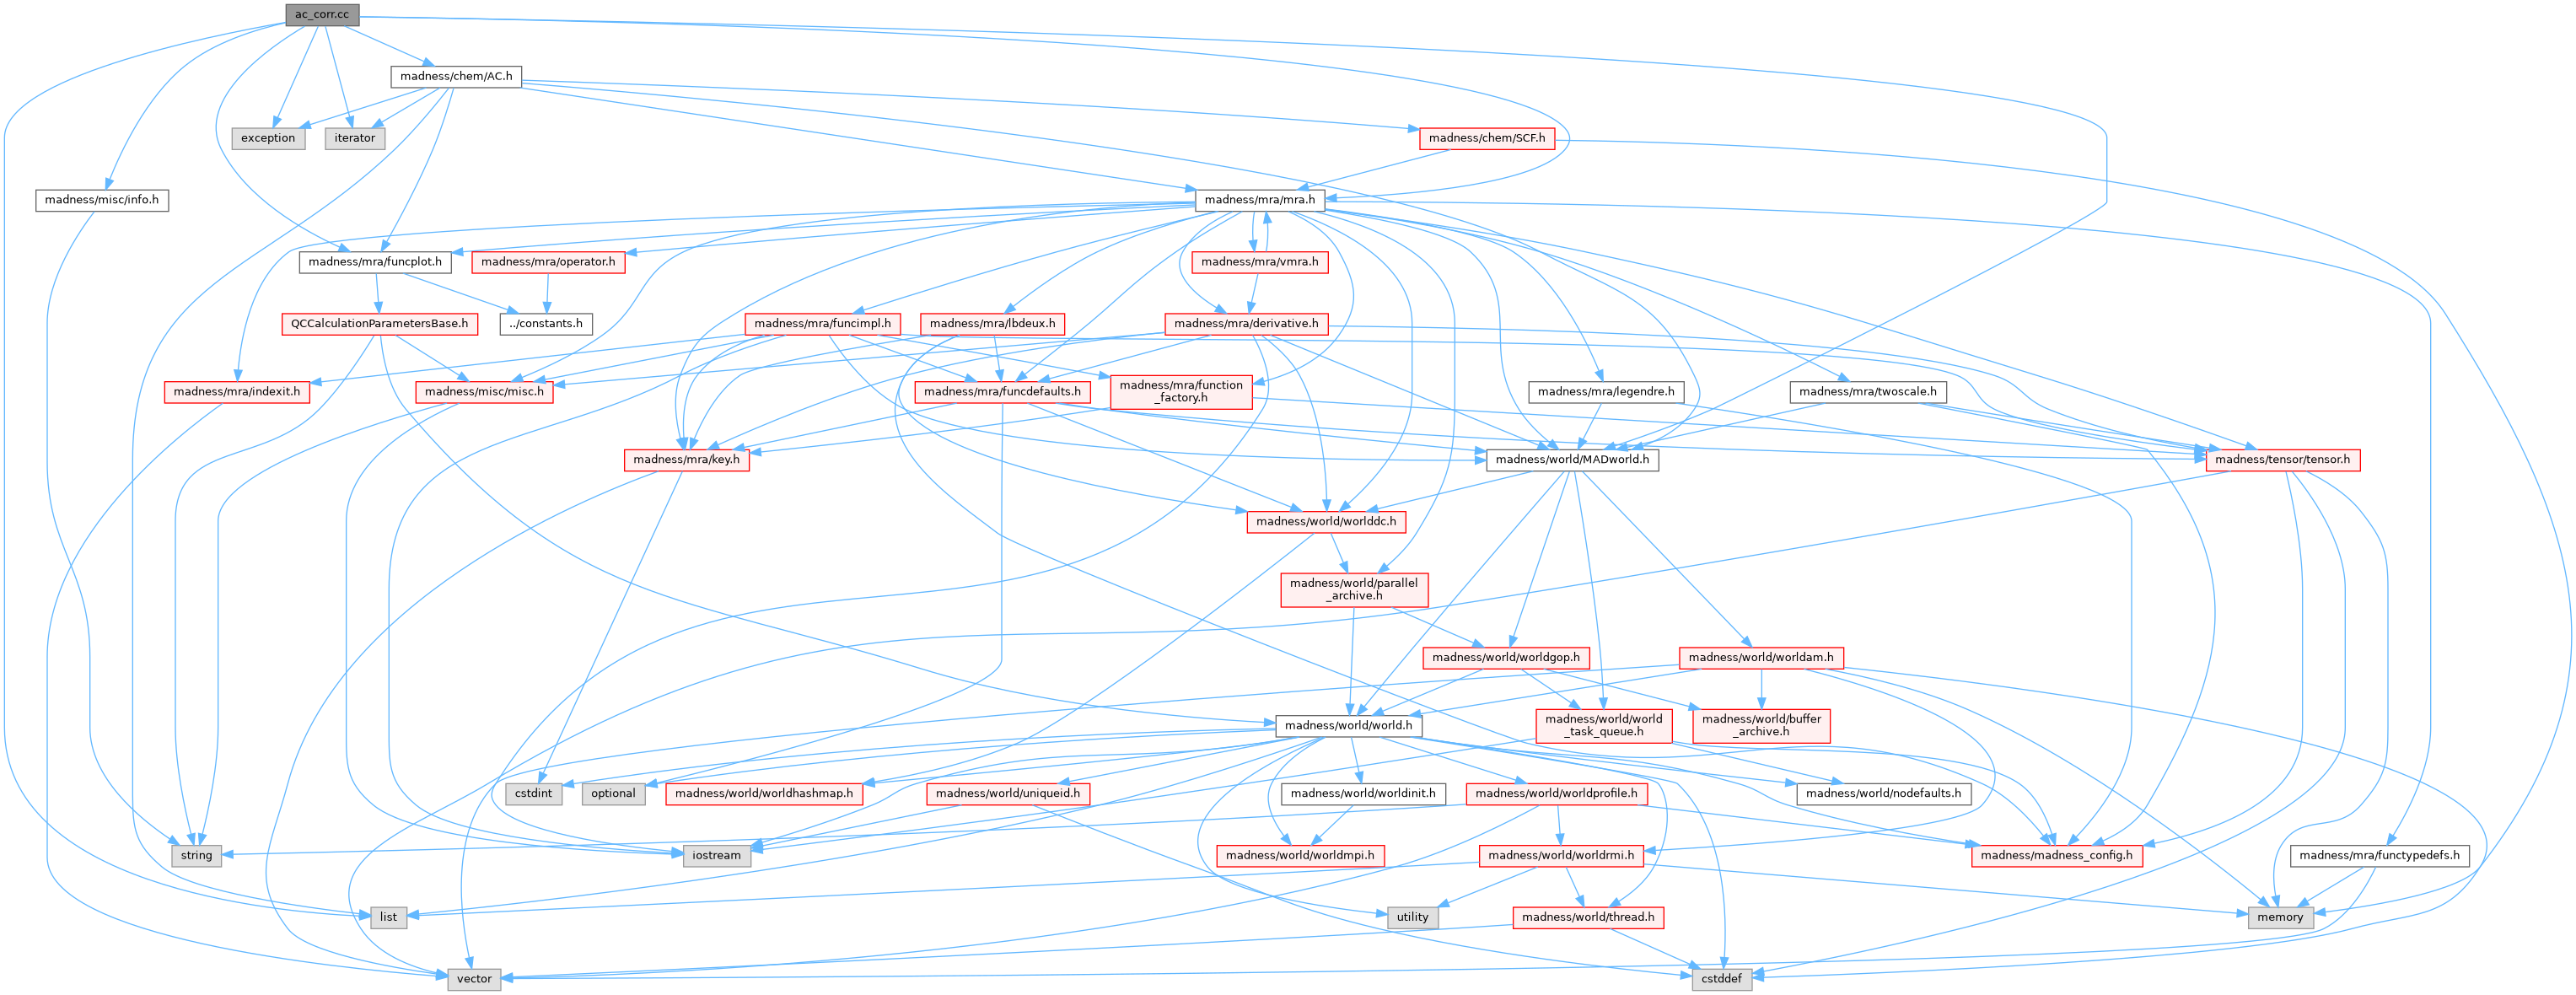 ac_corr.cc
madness/chem/AC.h
exception
iterator
madness/chem/SCF.h
madness/misc/info.h
madness/mra/mra.h
madness/mra/funcplot.h
madness/mra/operator.h
madness/mra/vmra.h
QCCalculationParametersBase.h
../constants.h
madness/mra/funcimpl.h
madness/mra/lbdeux.h
madness/mra/derivative.h
madness/mra/indexit.h
madness/misc/misc.h
madness/mra/funcdefaults.h
madness/mra/function
_factory.h
madness/mra/legendre.h
madness/mra/twoscale.h
madness/mra/key.h
madness/world/MADworld.h
madness/tensor/tensor.h
madness/world/worlddc.h
madness/world/parallel
_archive.h
madness/world/worldgop.h
madness/world/worldam.h
madness/world/world.h
madness/world/world
_task_queue.h
madness/world/buffer
_archive.h
cstdint
optional
madness/world/worldhashmap.h
madness/world/uniqueid.h
madness/world/worldinit.h
madness/world/worldprofile.h
madness/world/nodefaults.h
string
iostream
madness/world/worldmpi.h
madness/world/worldrmi.h
madness/madness_config.h
madness/mra/functypedefs.h
list
utility
madness/world/thread.h
memory
vector
cstddef